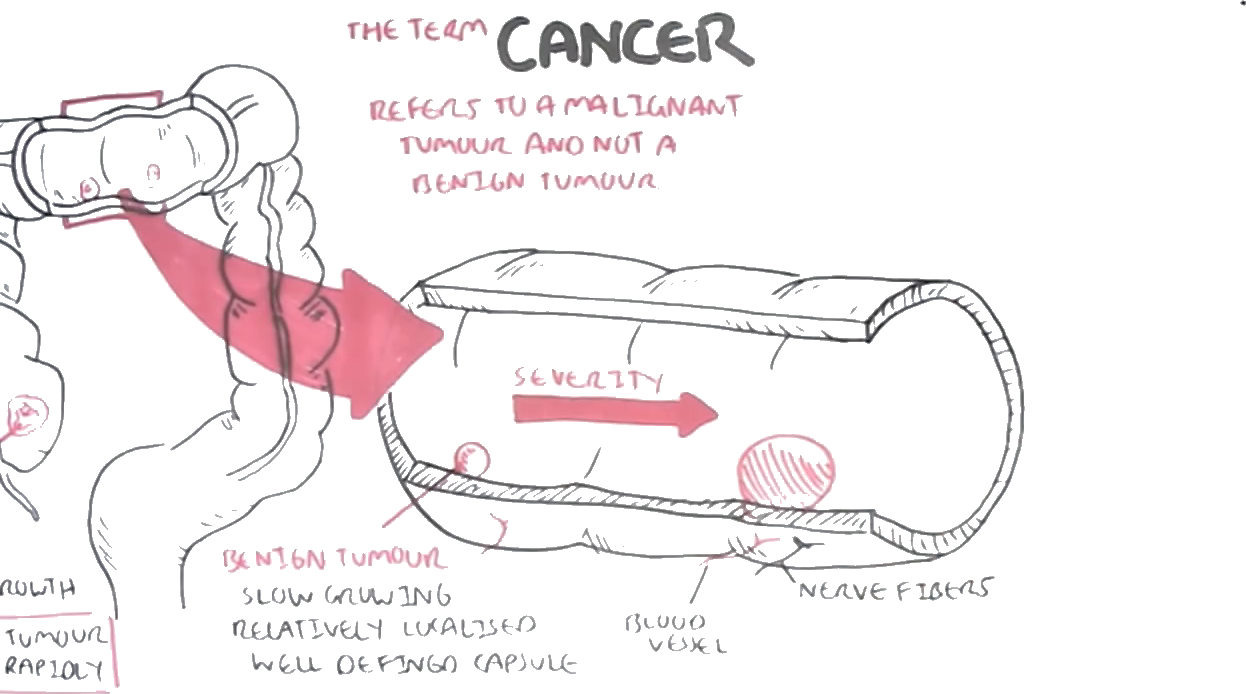 THE TERM CANCER
REFERS TO A MALIGNANT
TUMOUR AND NOT A
BENIGN TUMOUR
SEVERITY
BENIGN TUMOUR
SLOW GROWING
RELATIVELY LOCALISED
WELL DEFINED CAPSULE
BLOOD
VESSEL
NERVE FIBERS
ROWTH
TUMOUR
RAPIDLY